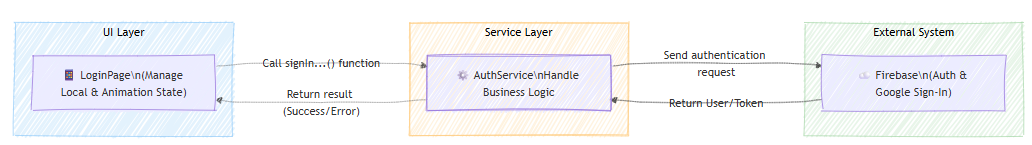 UI Layer
LoginPage\n(Manage
Local & Animation State)
Call signIn...() function
Return result
(Success/Error)
Service Layer
AuthService\nHandle
Business Logic
Send authentication
request
Return User/Token
External System
Firebase\n(Auth &
Google Sign-In)